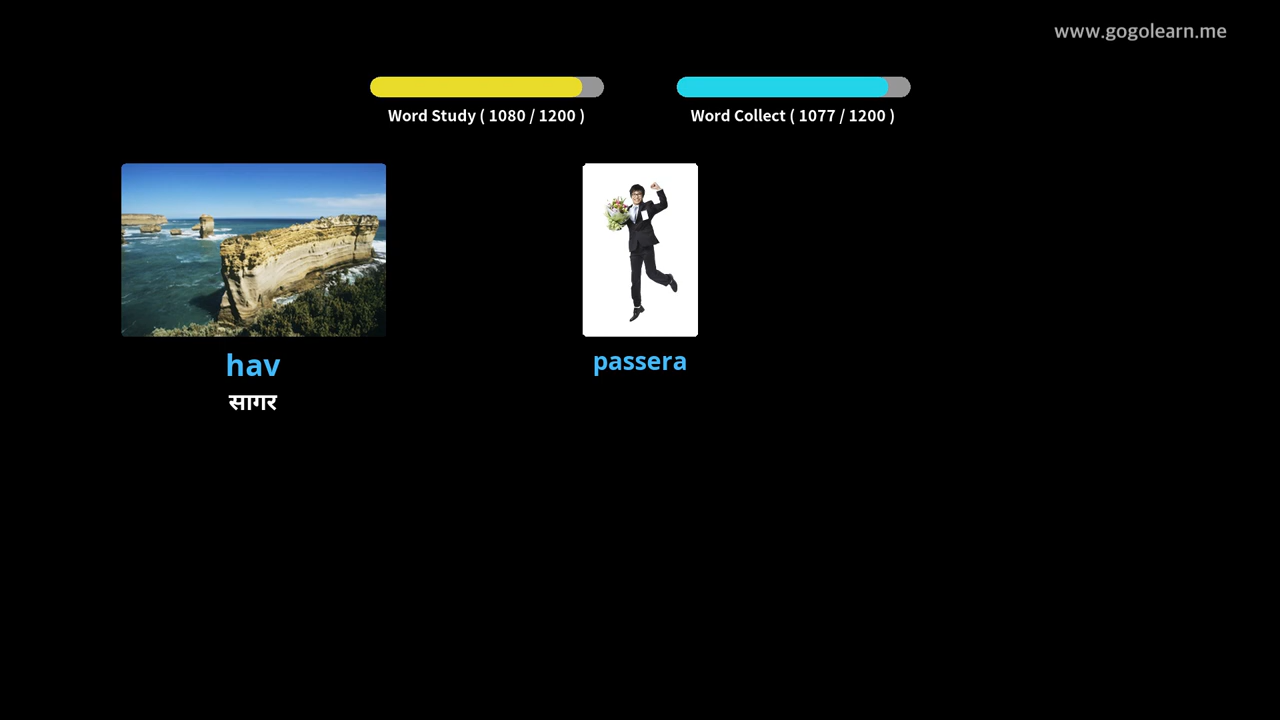 www.gogolearn.me
Word Study ( 1080 / 1200 )
Word Collect ( 1077 / 1200 )
hav
सागर
passera